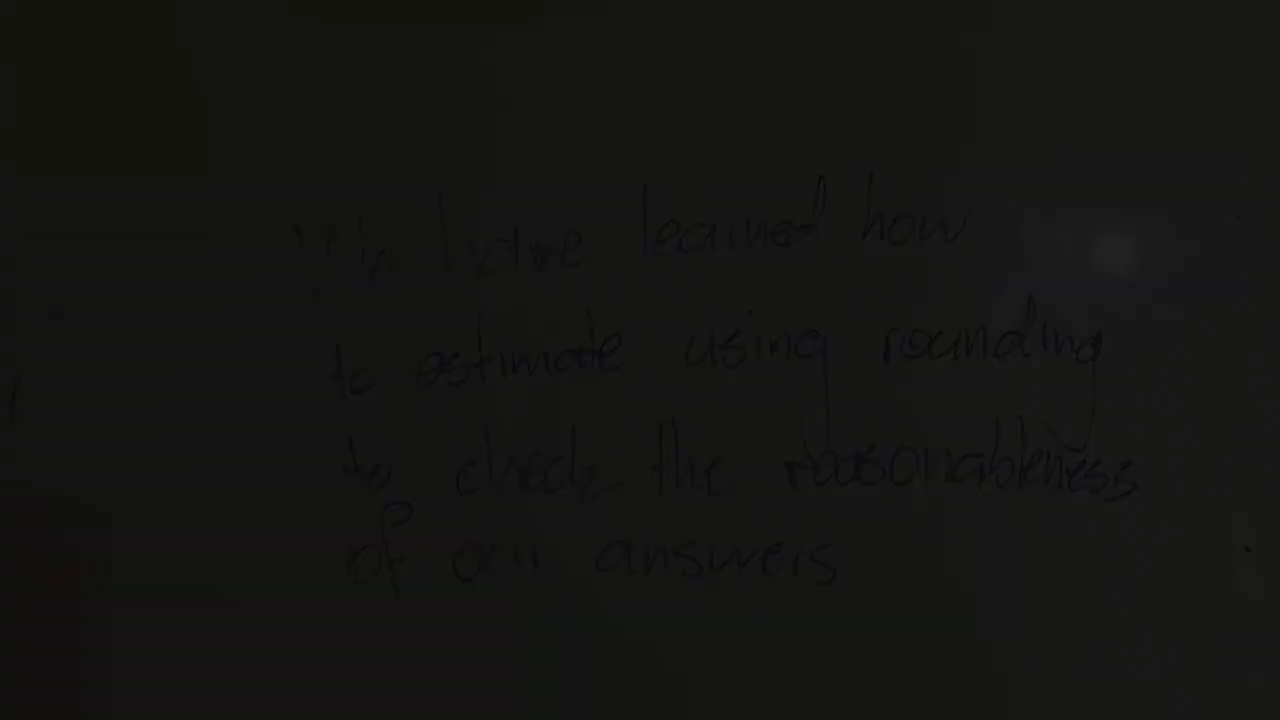 We have learned how
to estimate using rounding
to check the reasonableness
of our answers